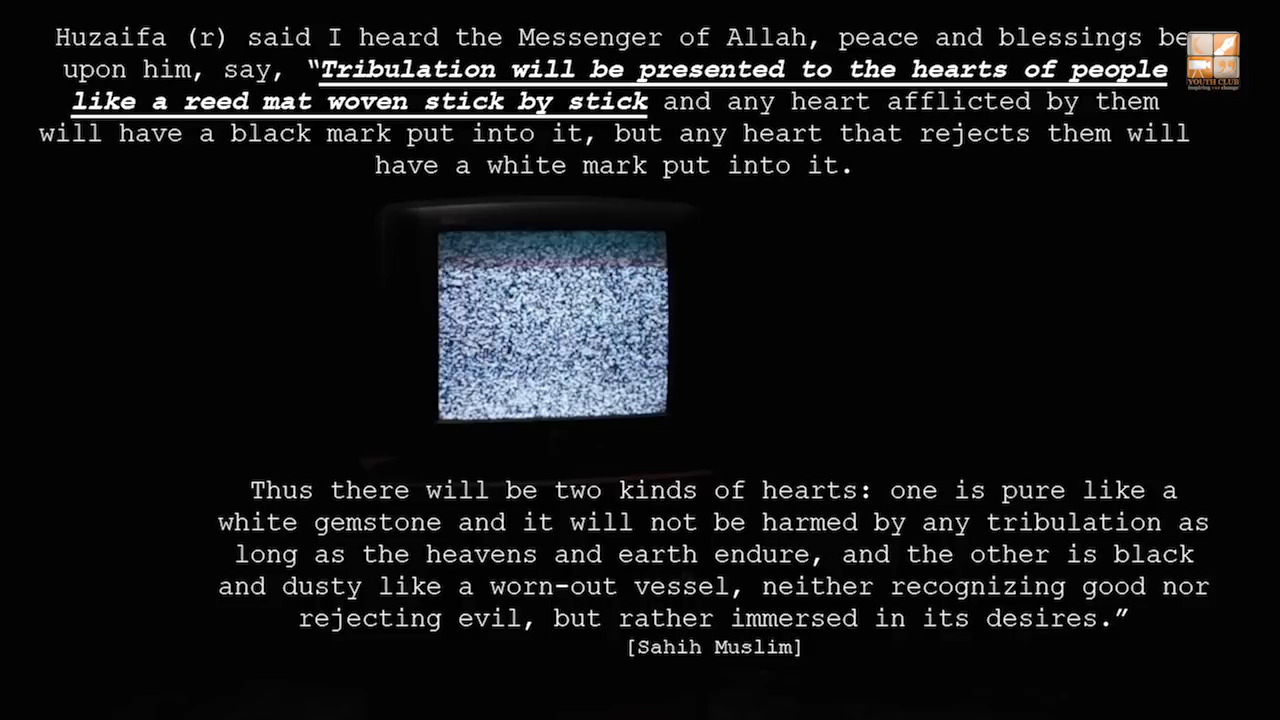 Huzaifa (r) said I heard the Messenger of Allah, peace and blessings be
upon him, say, “Tribulation will be presented to the hearts of people
like a reed mat woven stick by stick and any heart afflicted by them
will have a black mark put into it, but any heart that rejects them will
have a white mark put into it.
YOUTH CLUB
Thus there will be two kinds of hearts: one is pure like a
white gemstone and it will not be harmed by any tribulation as
long as the heavens and earth endure, and the other is black
and dusty like a worn-out vessel, neither recognizing good nor
rejecting evil, but rather immersed in its desires.”
[Sahih Muslim]